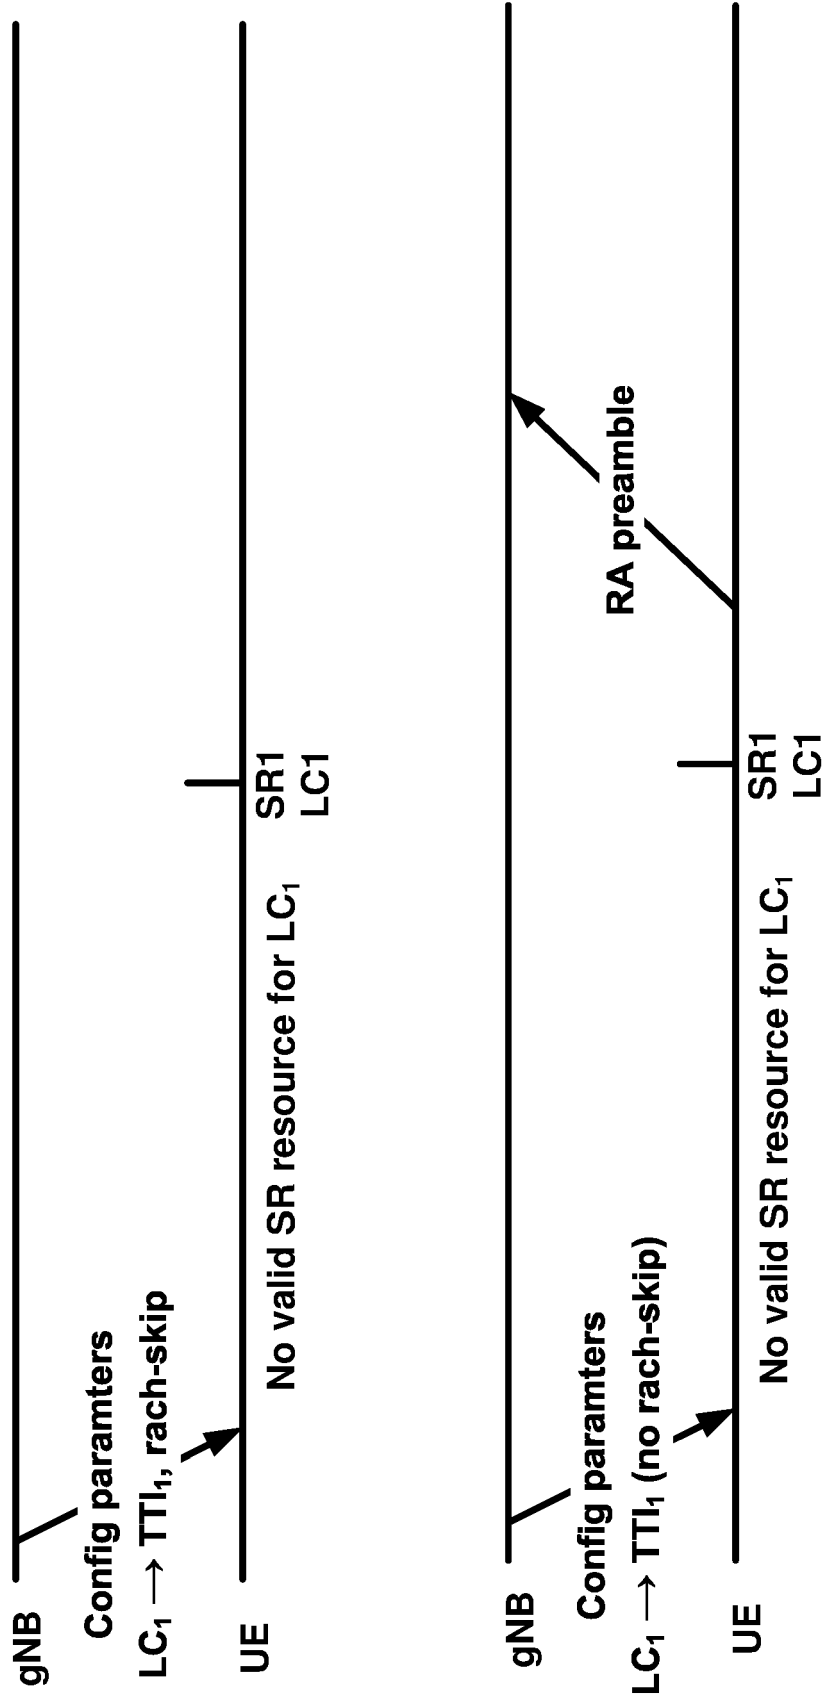 gNB
Config paramters
LC₁ → TTI₁, rach-skip
UE
No valid SR resource for LC₁
SR1
LC1
gNB
Config paramters
LC₁ → TTI₁ (no rach-skip)
UE
No valid SR resource for LC₁
SR1
LC1
RA preamble